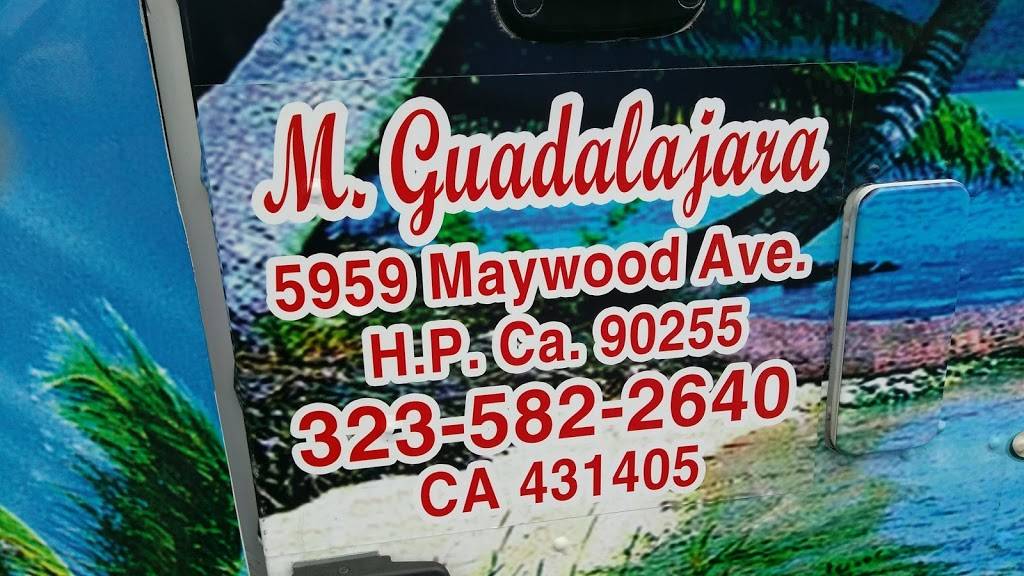 M. Guadalajara
5959 Maywood Ave.
H.P. Ca. 90255
323-582-2640
CA 431405